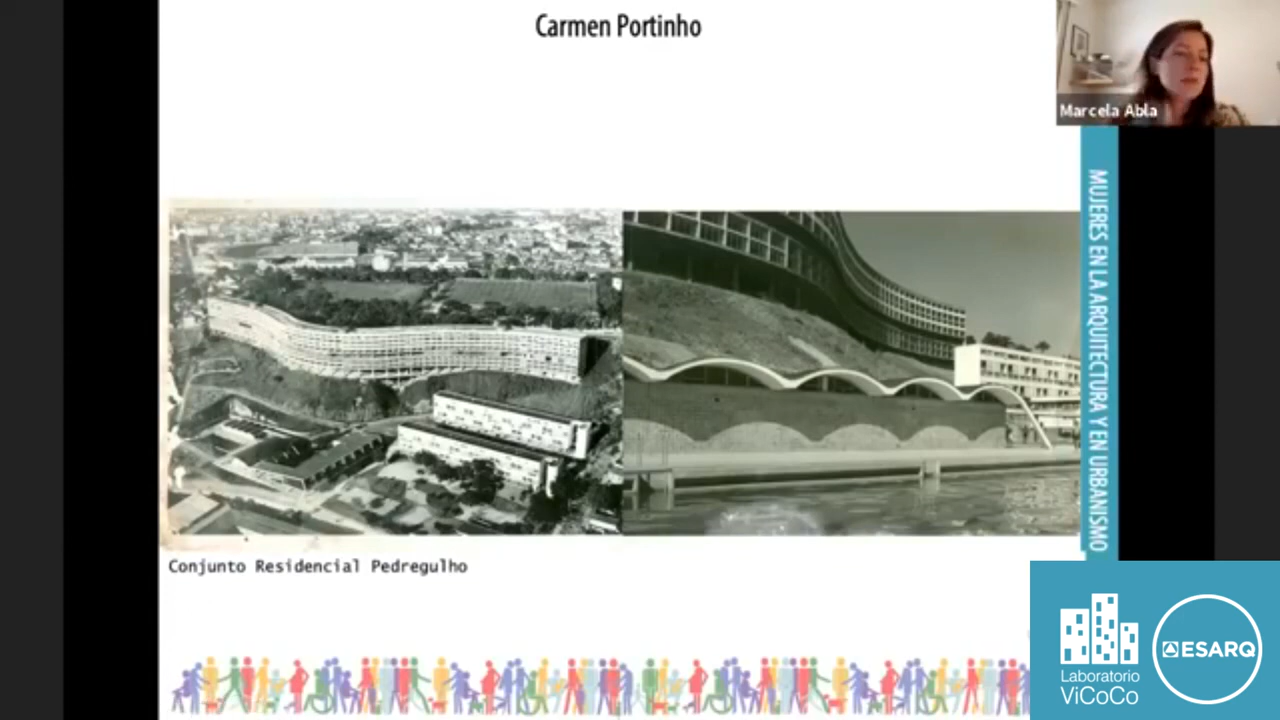 Carmen Portinho
Marcela Abla
MUJERES EN LA ARQUITECTURA Y EN URBANISMO
Conjunto Residencial Pedregulho
Laboratorio
ViCoCo
ESARQ